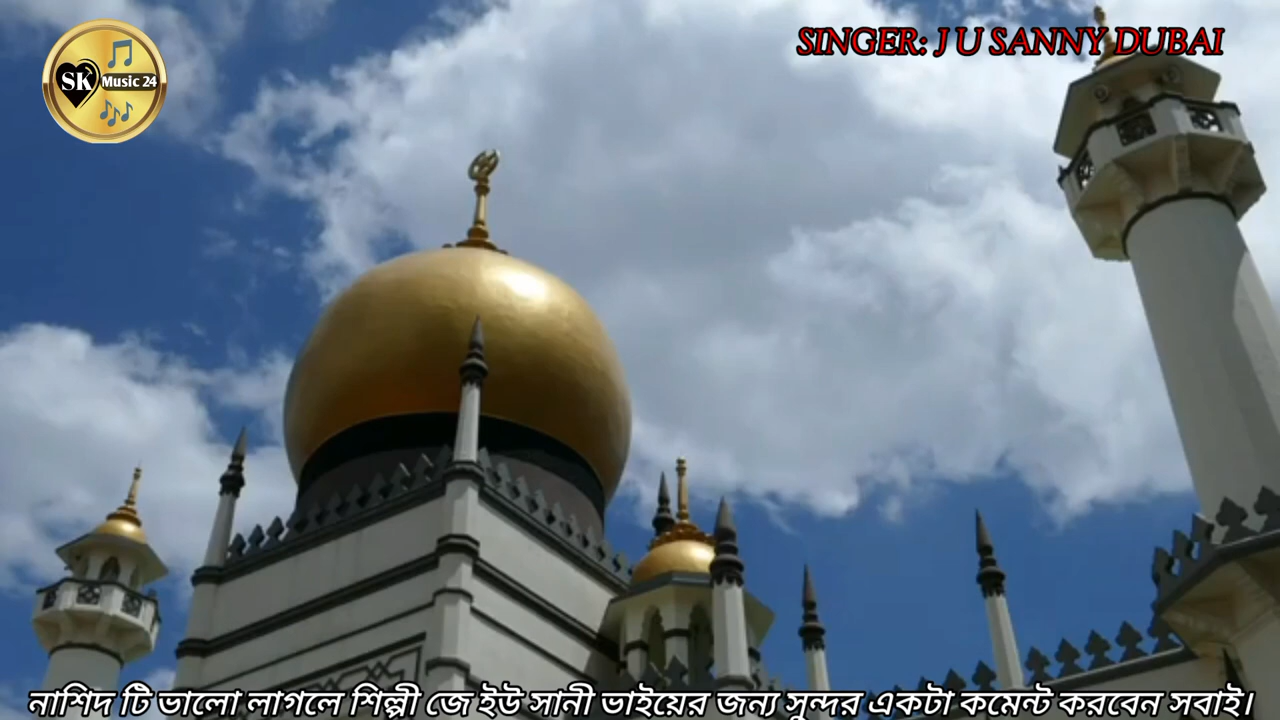 SK Music 24
SINGER: J U SANNY DUBAI
নাশিদ টি ভালো লাগলে শিল্পী জে ইউ সানী ভাইয়ের জন্য সুন্দর একটা কমেন্ট করবেন সবাই।